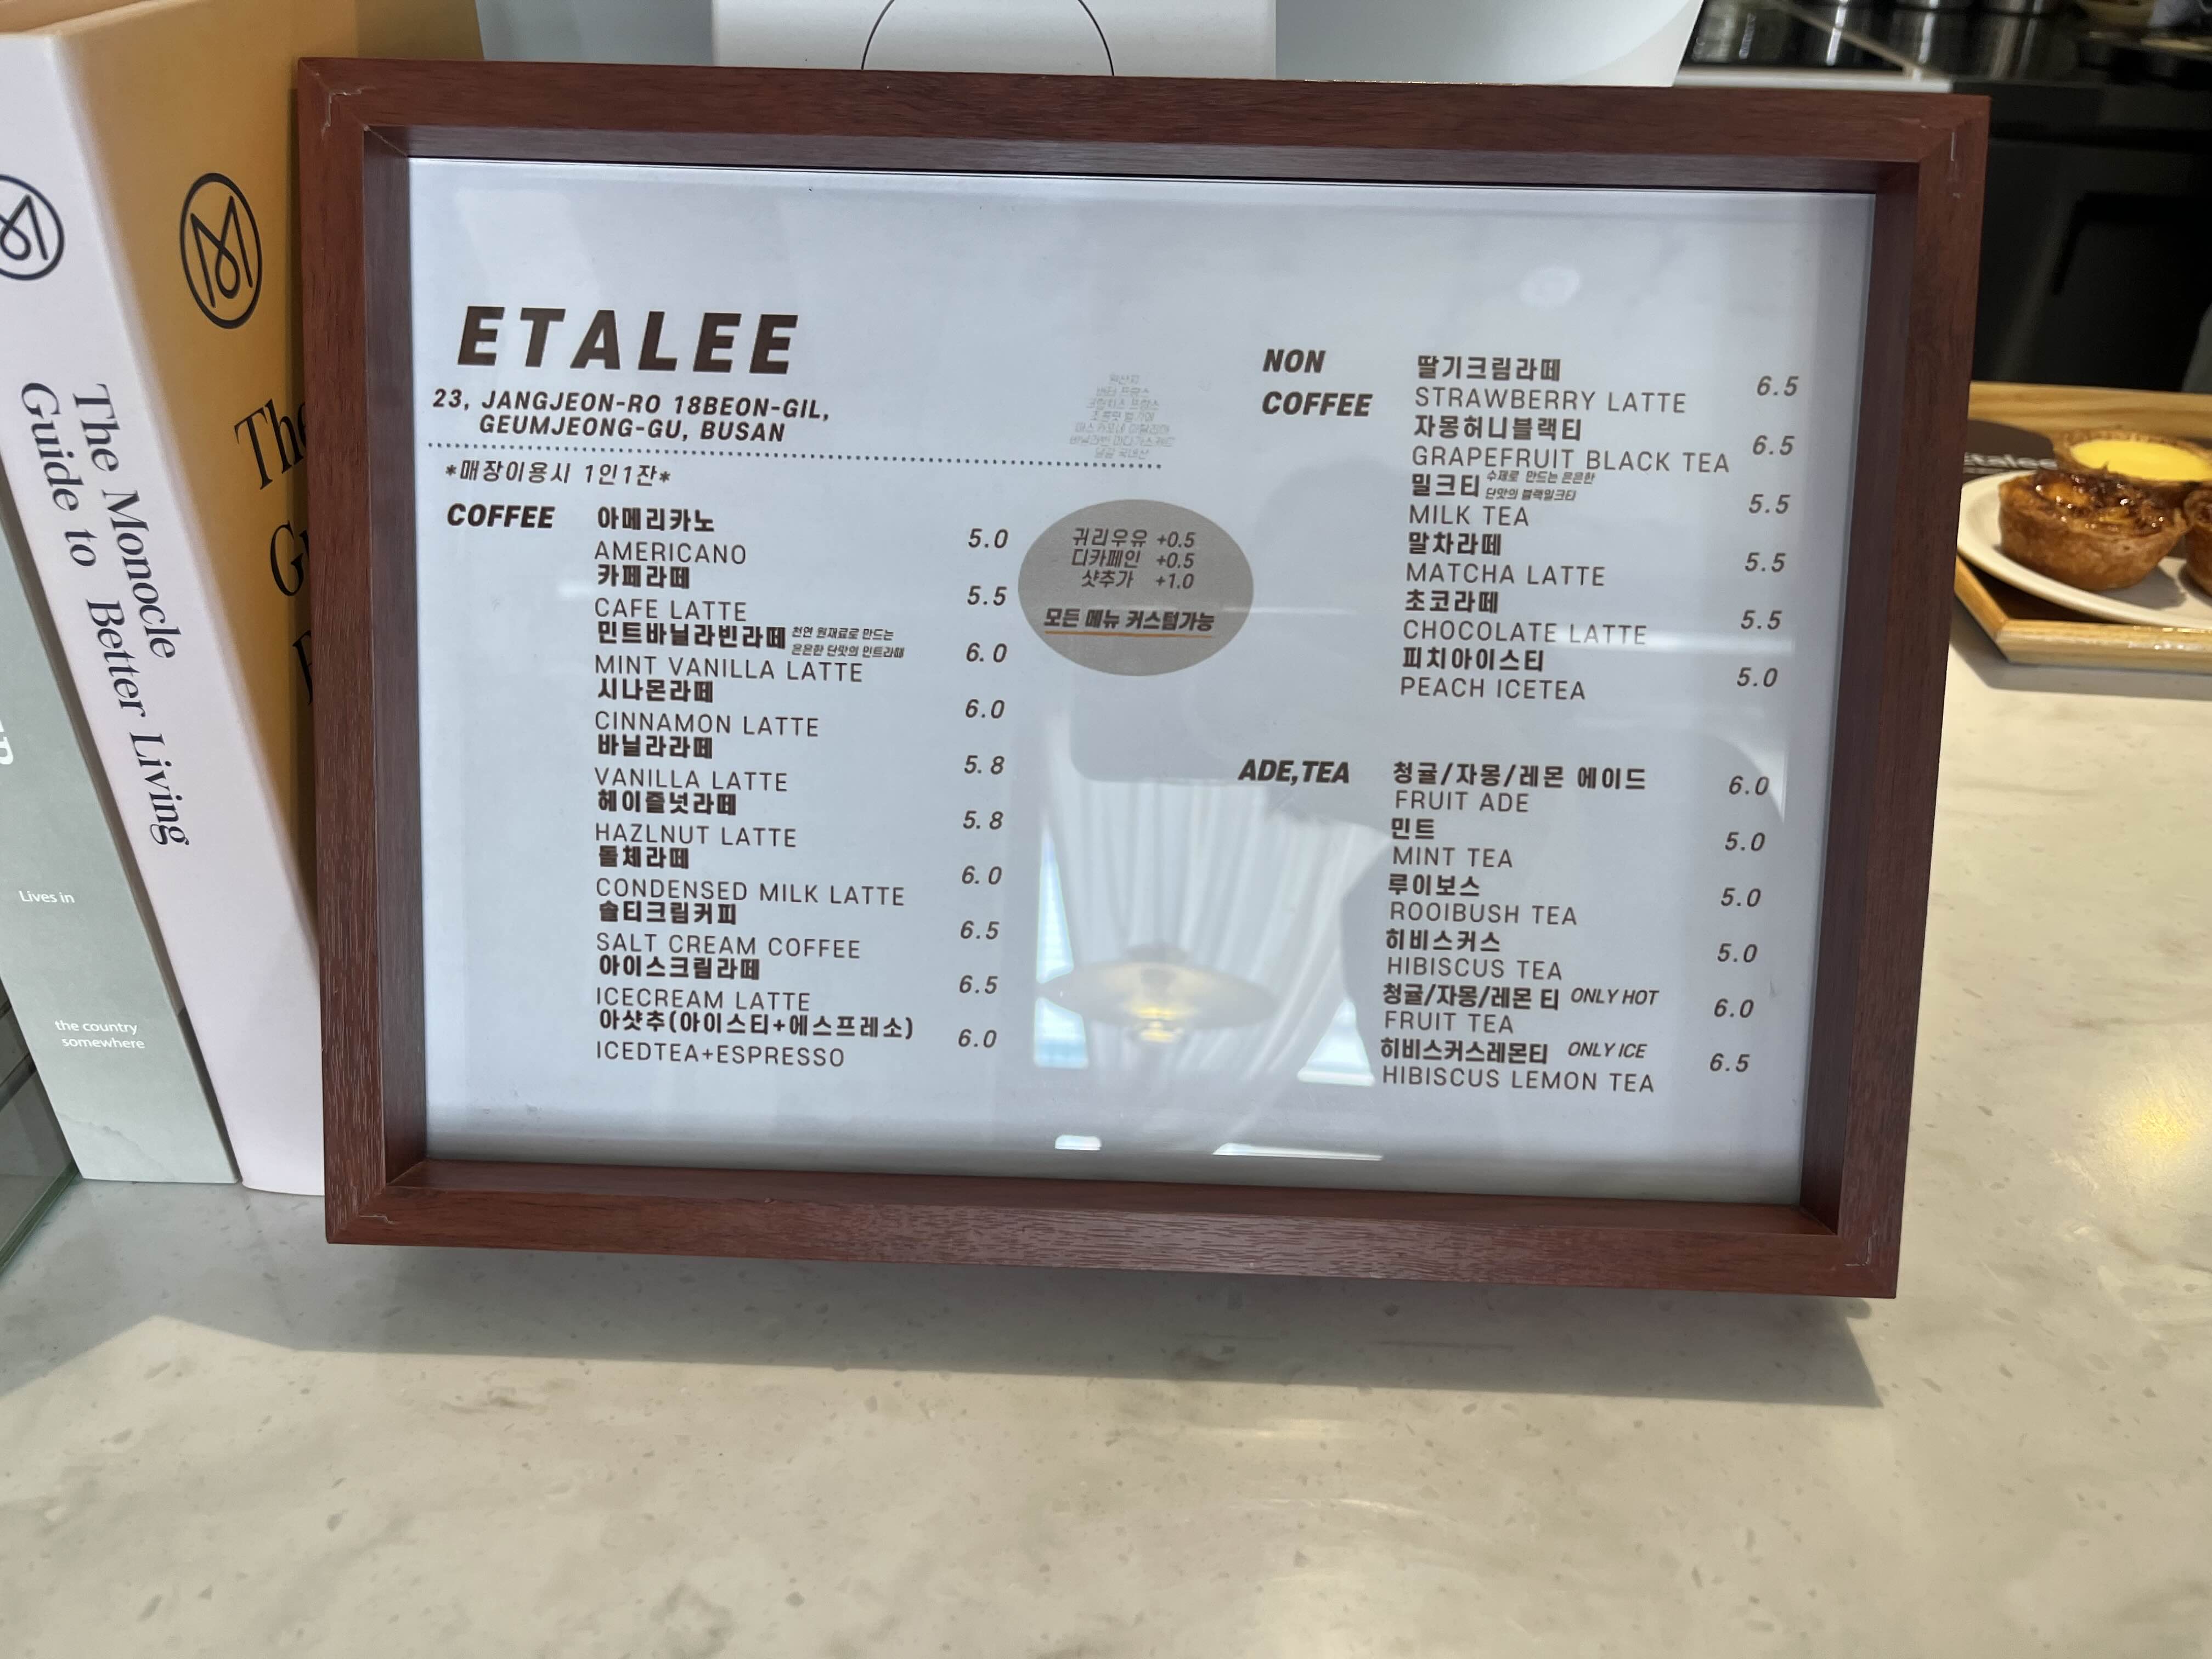 The Monocle
Guide to Better Living
The
Lives in
the country
somewhere
ETALEE
23, JANGJEON-RO 18BEON-GIL,
GEUMJEONG-GU, BUSAN
*매장이용시 1인1잔*
COFFEE
아메리카노 5.0
AMERICANO
카페라떼 5.5
CAFE LATTE
민트바닐라빈라떼 천연 원재료로 만드는
은은한 단맛의 민트라떼 6.0
MINT VANILLA LATTE
시나몬라떼 6.0
CINNAMON LATTE
바닐라라떼 5.8
VANILLA LATTE
헤이즐넛라떼 5.8
HAZLNUT LATTE
돌체라떼 6.0
CONDENSED MILK LATTE
솔티크림커피 6.5
SALT CREAM COFFEE
아이스크림라떼 6.5
ICECREAM LATTE
아샷추(아이스티+에스프레소) 6.0
ICEDTEA+ESPRESSO
원산지
귀리우유 +0.5
디카페인 +0.5
샷추가 +1.0
모든 메뉴 커스텀가능
NON
COFFEE
딸기크림라떼 6.5
STRAWBERRY LATTE
자몽허니블랙티 6.5
GRAPEFRUIT BLACK TEA
밀크티 수제로 만드는 은은한
단맛의 블랙밀크티 5.5
MILK TEA
말차라떼 5.5
MATCHA LATTE
초코라떼 5.5
CHOCOLATE LATTE
피치아이스티 5.0
PEACH ICETEA
ADE,TEA
청귤/자몽/레몬 에이드 6.0
FRUIT ADE
민트 5.0
MINT TEA
루이보스 5.0
ROOIBUSH TEA
히비스커스 5.0
HIBISCUS TEA
청귤/자몽/레몬 티 ONLY HOT 6.0
FRUIT TEA
히비스커스레몬티 ONLY ICE 6.5
HIBISCUS LEMON TEA